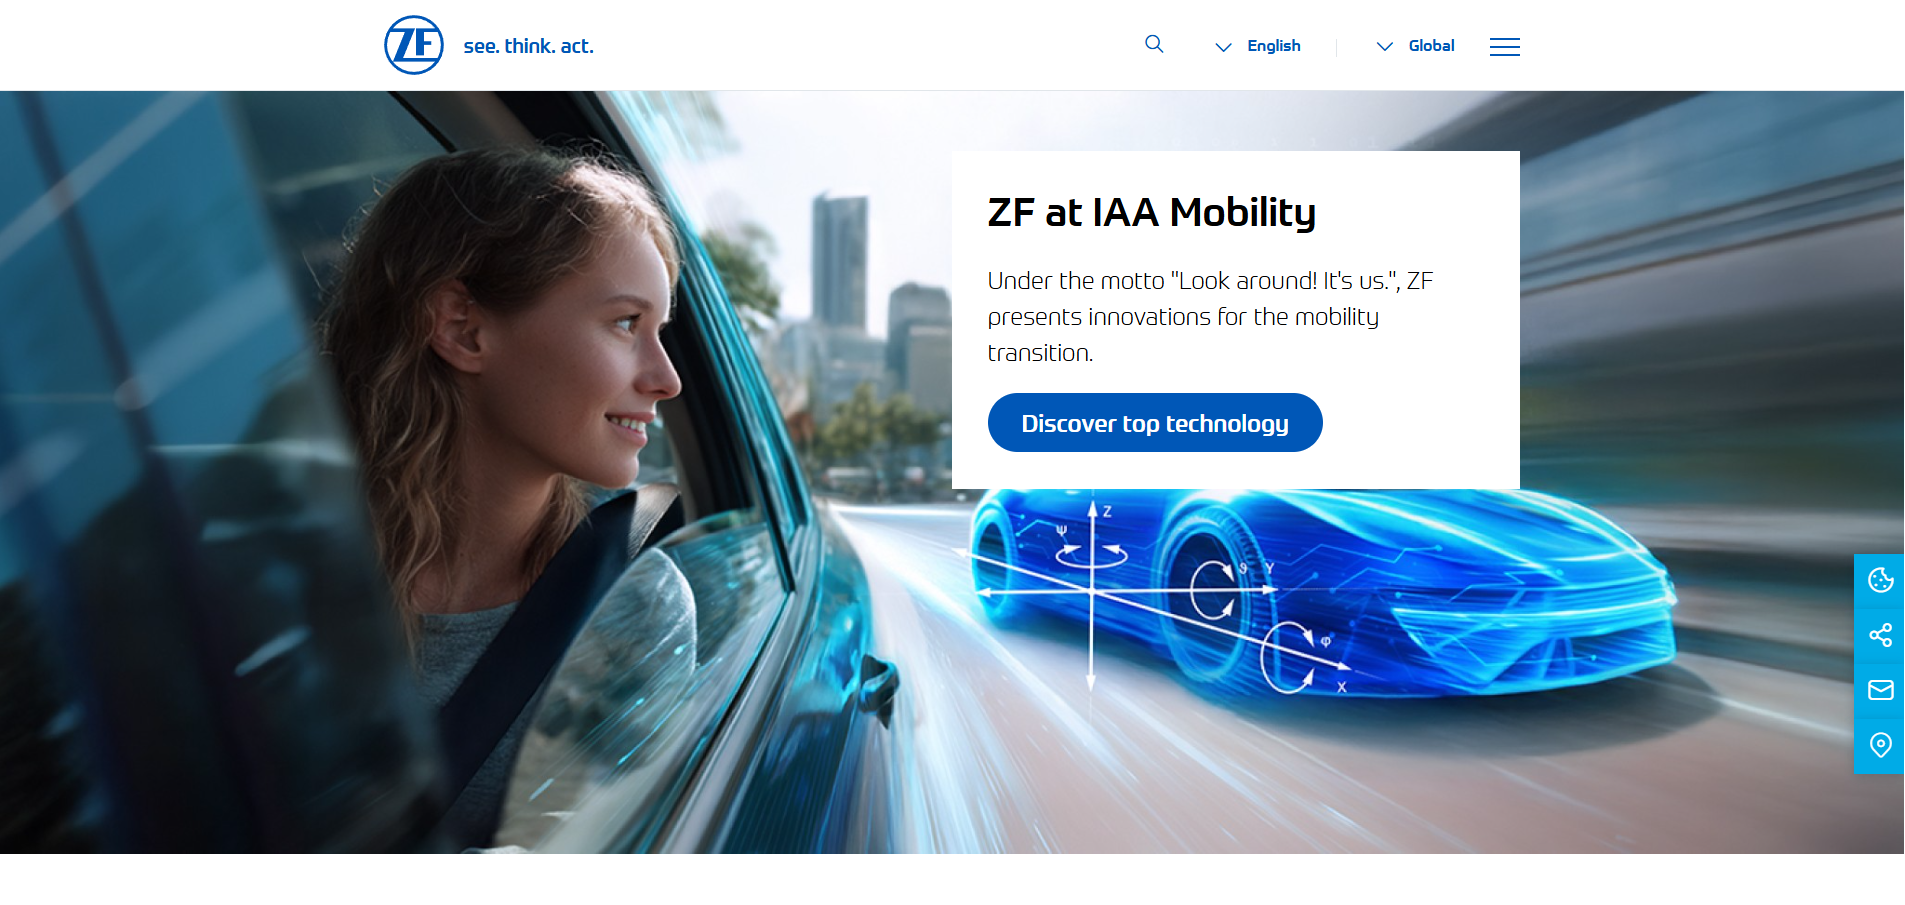 ZF
see. think. act.
English
Global
ZF at IAA Mobility
Under the motto "Look around! It's us.", ZF
presents innovations for the mobility
transition.
Discover top technology
Z
ψ
ϑ
Y
φ
X